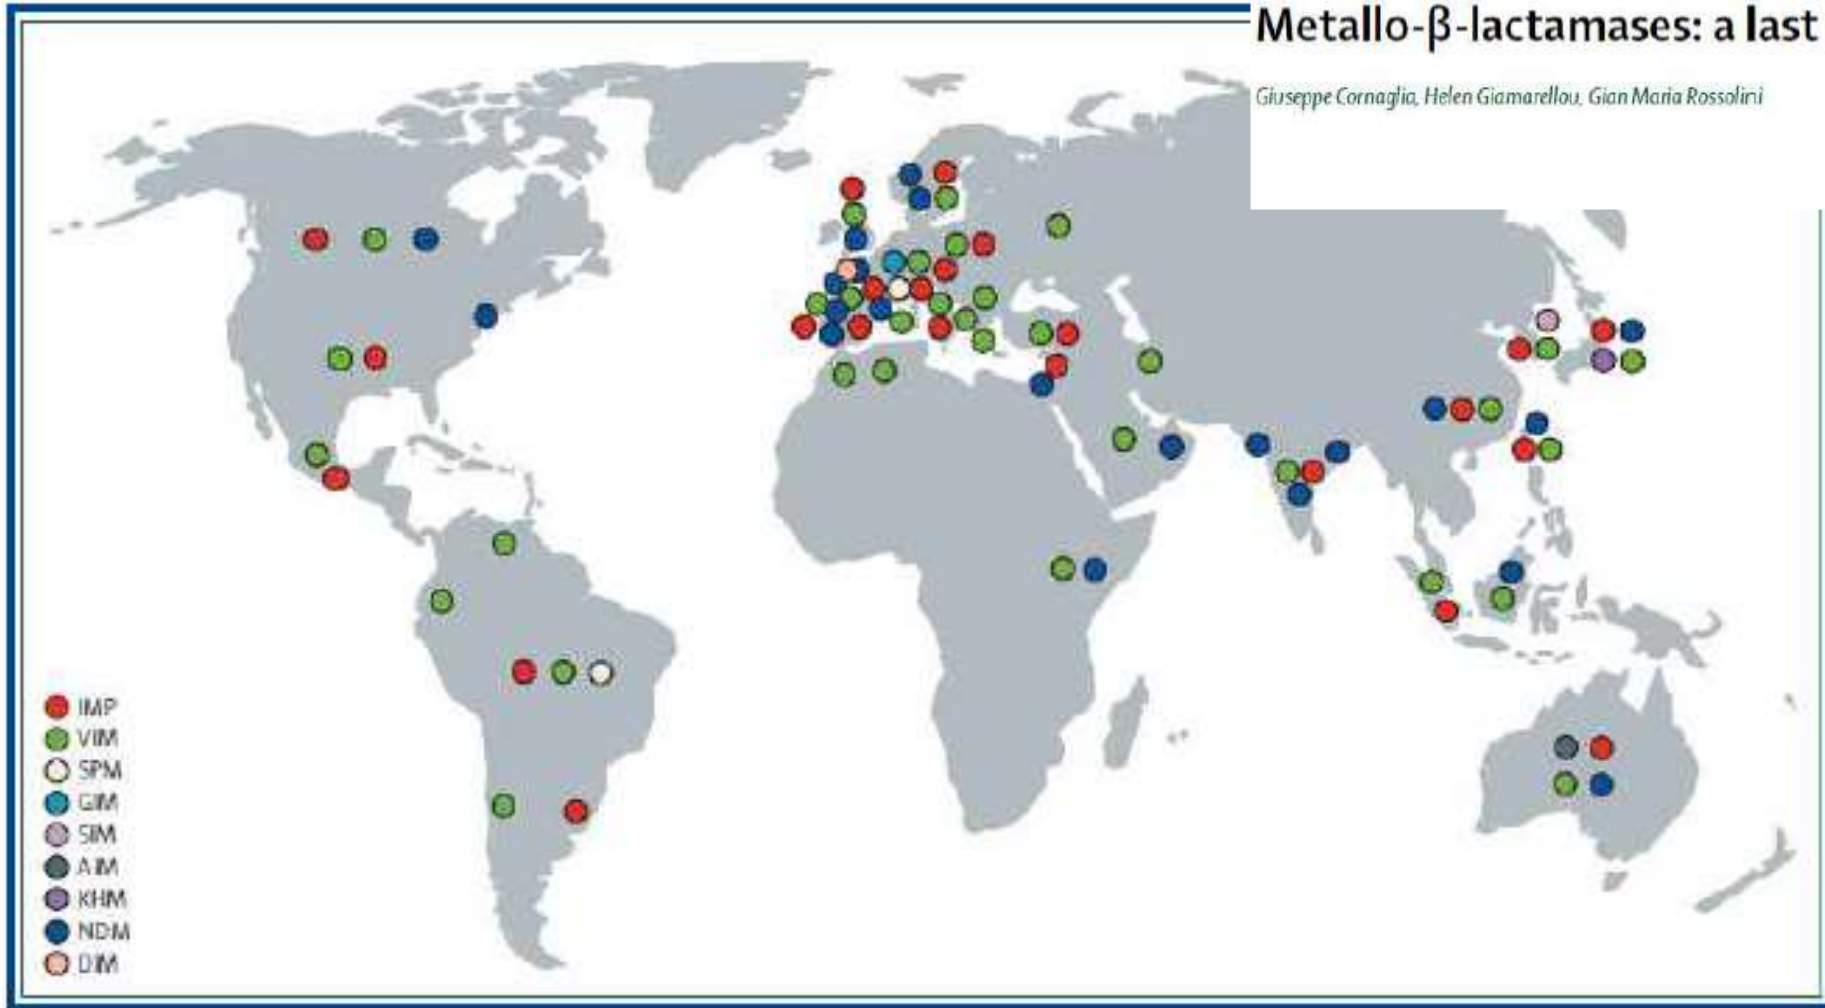 Metallo-β-lactamases: a last
Giuseppe Cornaglia, Helen Giamarellou, Gian Maria Rossolini
IMP
VIM
SPM
GIM
SIM
AIM
KHM
NDM
DIM